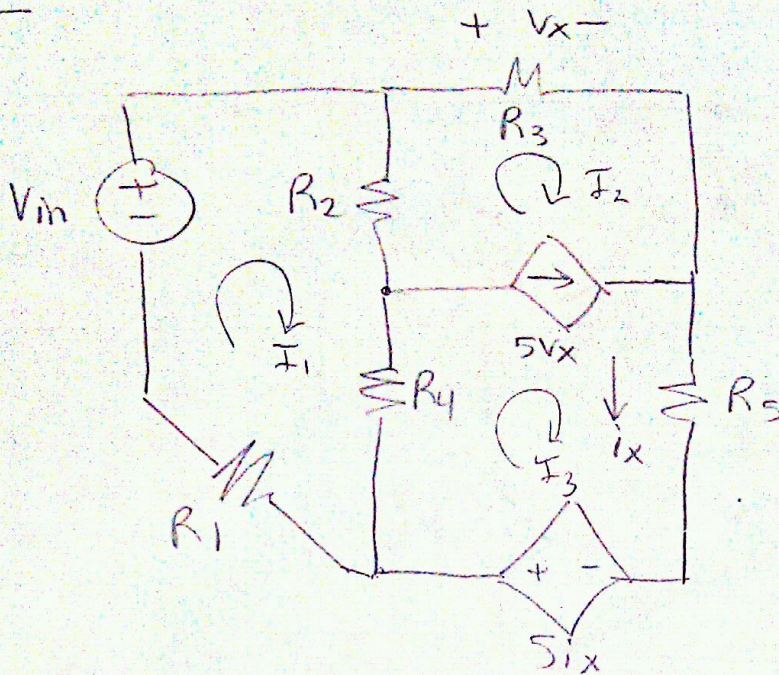 + Vx −
R3
Vin
+
−
R2
I2
→
5Vx
I1
R4
ix
R5
I3
R1
+ −
5ix